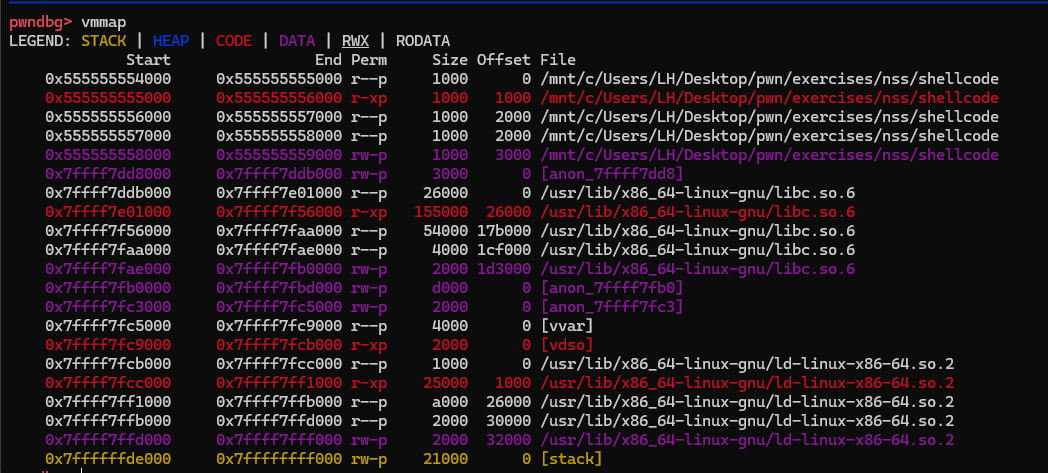 pwndbg> vmmap
LEGEND: STACK | HEAP | CODE | DATA | RWX | RODATA
Start End Perm Size Offset File
0x555555554000 0x555555555000 r--p 1000 0 /mnt/c/Users/LH/Desktop/pwn/exercises/nss/shellcode
0x555555555000 0x555555556000 r-xp 1000 1000 /mnt/c/Users/LH/Desktop/pwn/exercises/nss/shellcode
0x555555556000 0x555555557000 r--p 1000 2000 /mnt/c/Users/LH/Desktop/pwn/exercises/nss/shellcode
0x555555557000 0x555555558000 r--p 1000 2000 /mnt/c/Users/LH/Desktop/pwn/exercises/nss/shellcode
0x555555558000 0x555555559000 rw-p 1000 3000 /mnt/c/Users/LH/Desktop/pwn/exercises/nss/shellcode
0x7ffff7dd8000 0x7ffff7ddb000 rw-p 3000 0 [anon_7ffff7dd8]
0x7ffff7ddb000 0x7ffff7e01000 r--p 26000 0 /usr/lib/x86_64-linux-gnu/libc.so.6
0x7ffff7e01000 0x7ffff7f56000 r-xp 155000 26000 /usr/lib/x86_64-linux-gnu/libc.so.6
0x7ffff7f56000 0x7ffff7faa000 r--p 54000 17b000 /usr/lib/x86_64-linux-gnu/libc.so.6
0x7ffff7faa000 0x7ffff7fae000 r--p 4000 1cf000 /usr/lib/x86_64-linux-gnu/libc.so.6
0x7ffff7fae000 0x7ffff7fb0000 rw-p 2000 1d3000 /usr/lib/x86_64-linux-gnu/libc.so.6
0x7ffff7fb0000 0x7ffff7fbd000 rw-p d000 0 [anon_7ffff7fb0]
0x7ffff7fc3000 0x7ffff7fc5000 rw-p 2000 0 [anon_7ffff7fc3]
0x7ffff7fc5000 0x7ffff7fc9000 r--p 4000 0 [vvar]
0x7ffff7fc9000 0x7ffff7fcb000 r-xp 2000 0 [vdso]
0x7ffff7fcb000 0x7ffff7fcc000 r--p 1000 0 /usr/lib/x86_64-linux-gnu/ld-linux-x86-64.so.2
0x7ffff7fcc000 0x7ffff7ff1000 r-xp 25000 1000 /usr/lib/x86_64-linux-gnu/ld-linux-x86-64.so.2
0x7ffff7ff1000 0x7ffff7ffb000 r--p a000 26000 /usr/lib/x86_64-linux-gnu/ld-linux-x86-64.so.2
0x7ffff7ffb000 0x7ffff7ffd000 r--p 2000 30000 /usr/lib/x86_64-linux-gnu/ld-linux-x86-64.so.2
0x7ffff7ffd000 0x7ffff7fff000 rw-p 2000 32000 /usr/lib/x86_64-linux-gnu/ld-linux-x86-64.so.2
0x7ffffffde000 0x7ffffffff000 rw-p 21000 0 [stack]